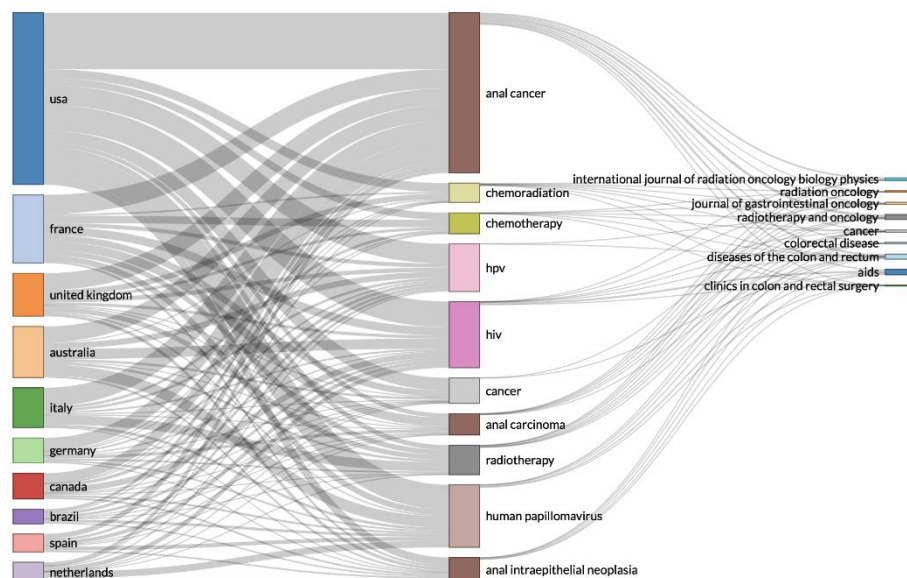 usa
france
united kingdom
australia
italy
germany
canada
brazil
spain
netherlands
anal cancer
chemoradiation
chemotherapy
hpv
hiv
cancer
anal carcinoma
radiotherapy
human papillomavirus
anal intraepithelial neoplasia
international journal of radiation oncology biology physics
radiation oncology
journal of gastrointestinal oncology
radiotherapy and oncology
cancer
colorectal disease
diseases of the colon and rectum
aids
clinics in colon and rectal surgery